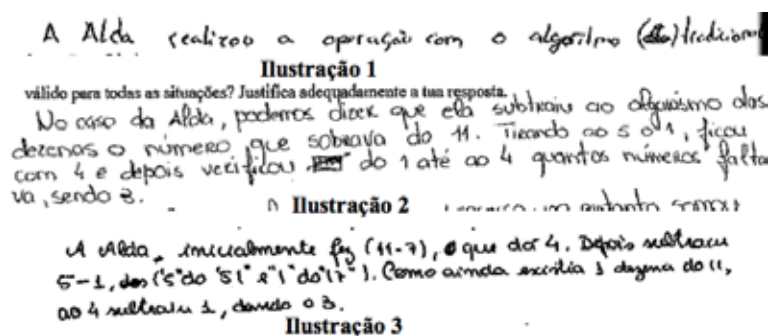 A Alda realizou a operação com o algoritmo tradicional
Ilustração 1
válido para todas as situações? Justifica adequadamente a tua resposta.
No caso da Alda, podemos dizer que ela subtraiu ao algarismo das
dezenas o número que sobrava do 11. Tirando ao 5 o 1, ficou
com 4 e depois verificou do 1 até ao 4 quantos números falta
va, sendo 3.
Ilustração 2
A Alda, inicialmente fez (11-7), o que dá 4. Depois subtraiu
5-1, dos ("5" do "51" e "1" do "17"). Como ainda existia 1 dezena do 11,
ao 4 subtraiu 1, dando o 3.
Ilustração 3